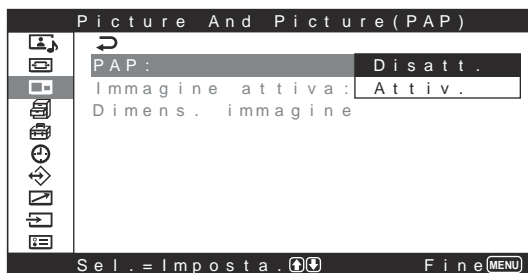 Picture And Picture(PAP)
PAP: Disatt.
Immagine attiva: Attiv.
Dimens. immagine
Sel.=Imposta. Fine MENU